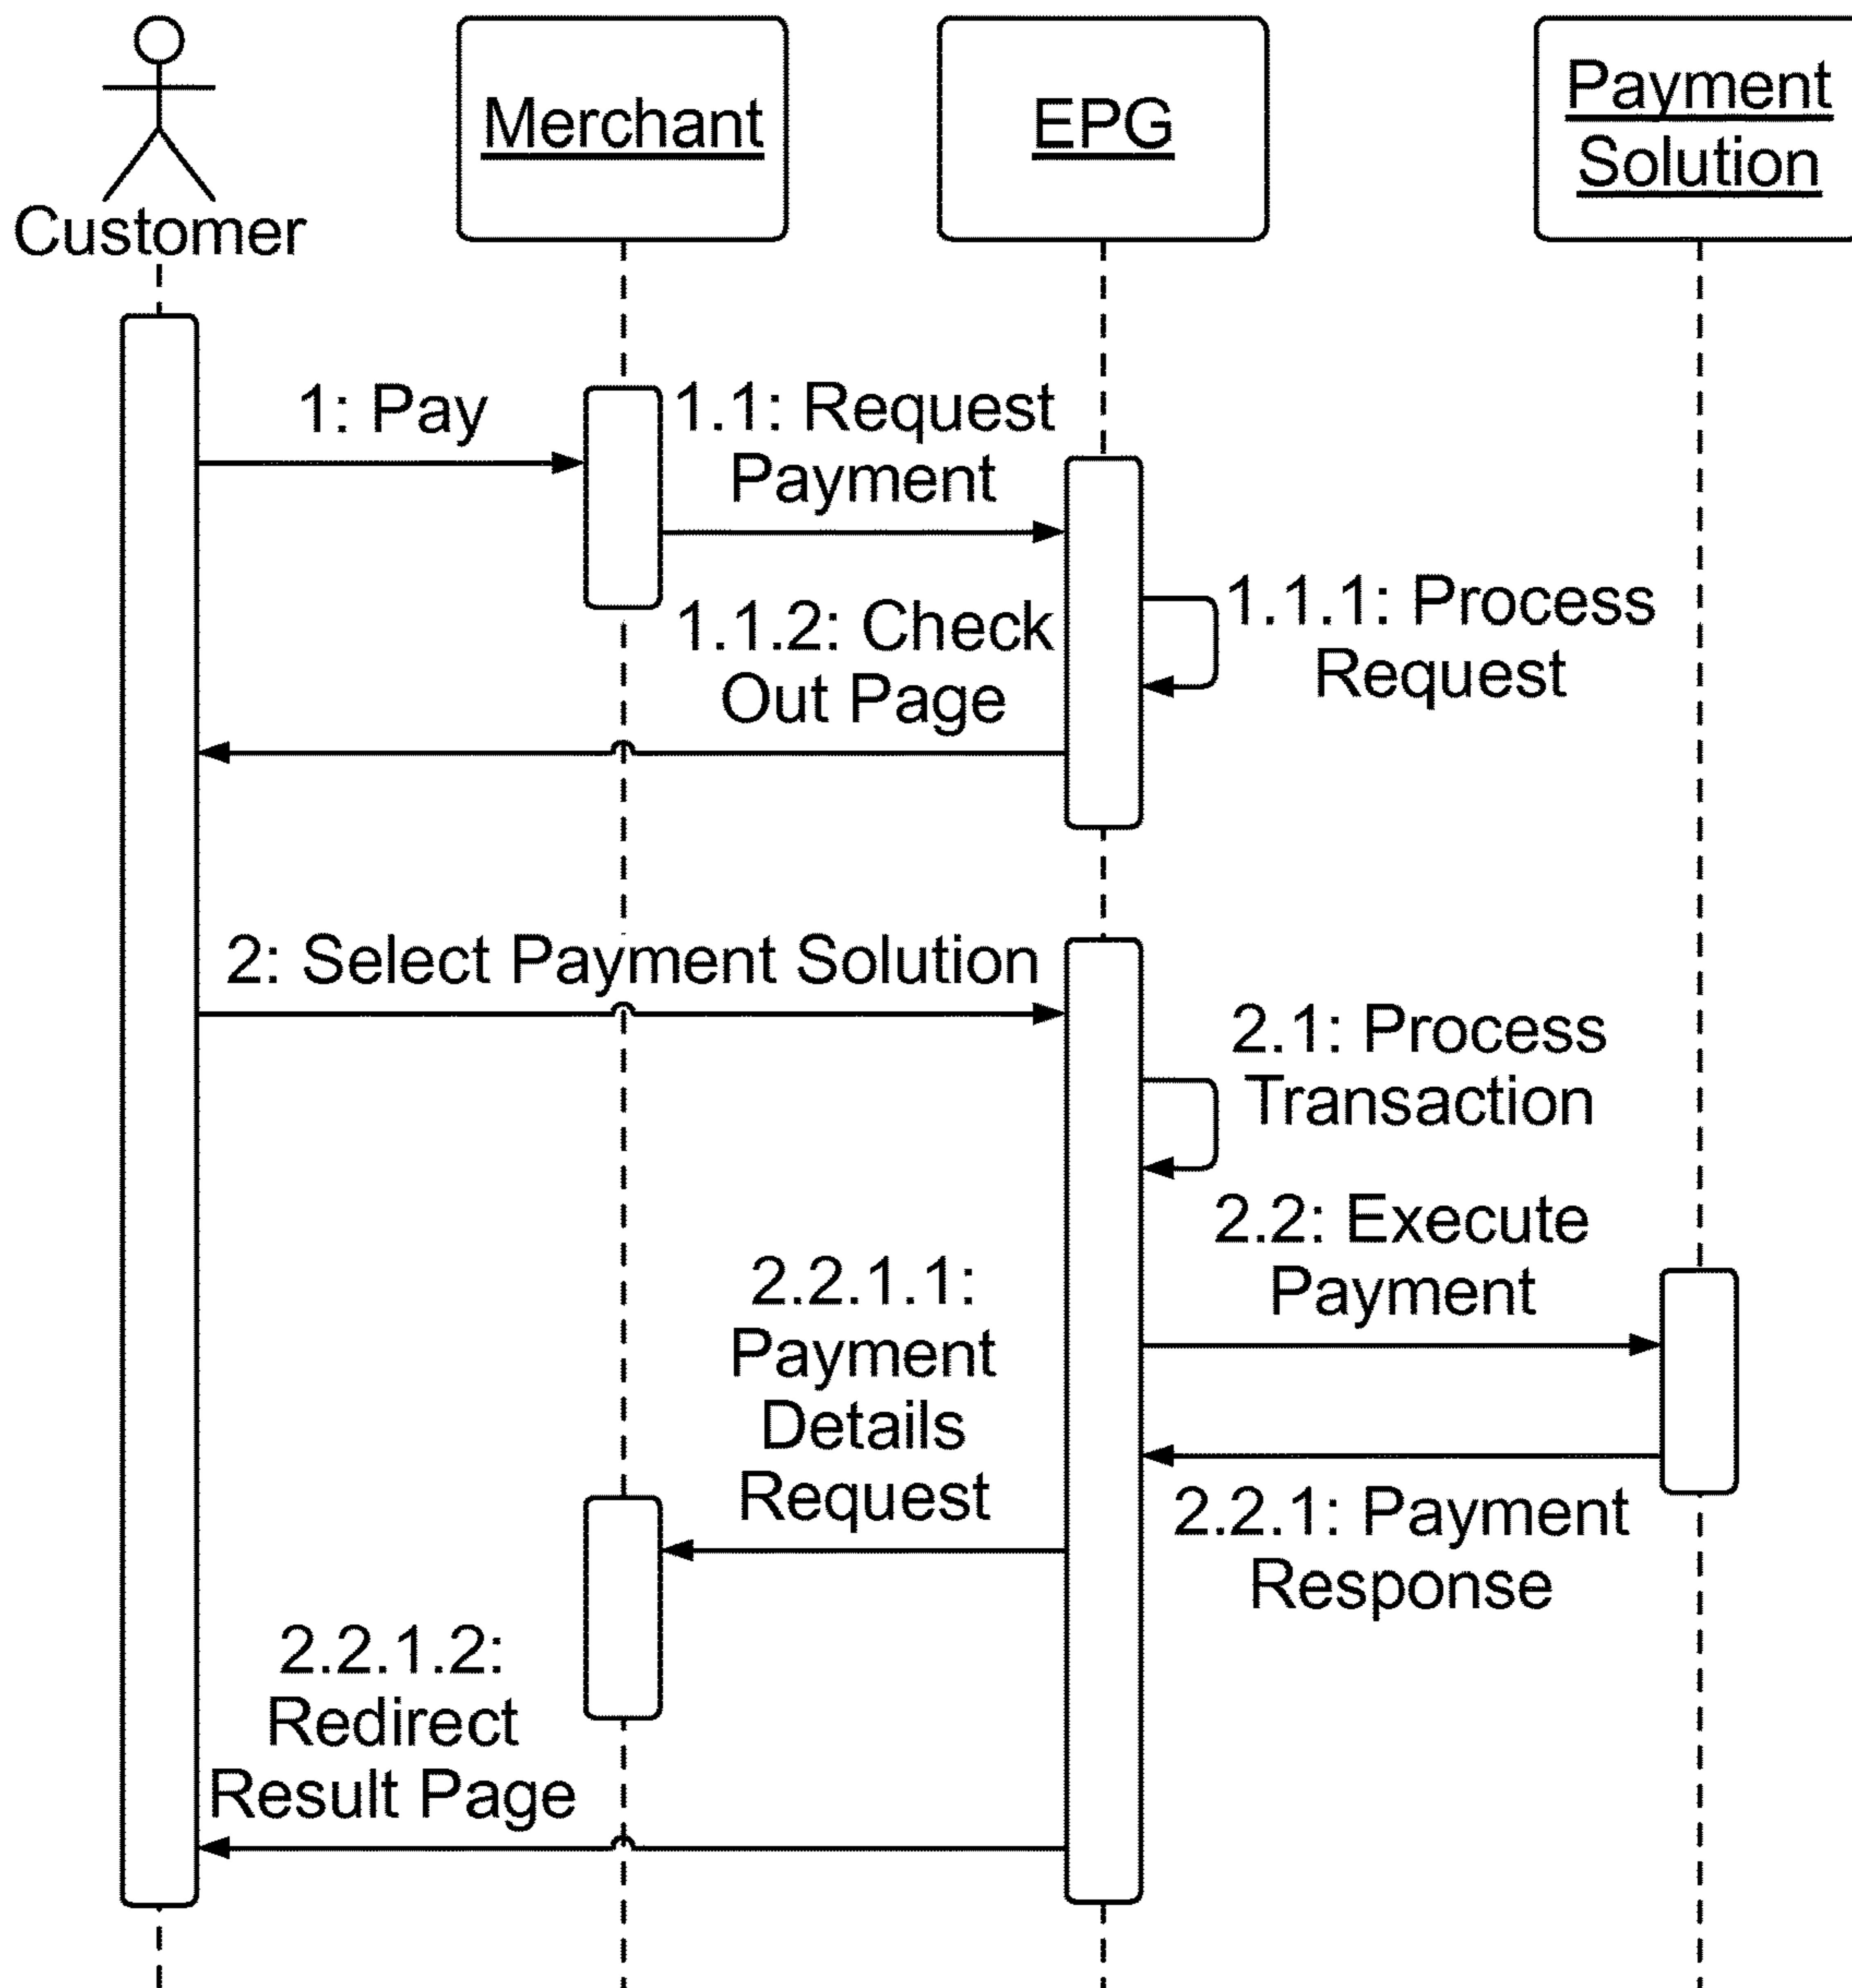 Customer
Merchant
EPG
Payment
Solution
1: Pay
1.1: Request
Payment
1.1.1: Process
Request
1.1.2: Check
Out Page
2: Select Payment Solution
2.1: Process
Transaction
2.2: Execute
Payment
2.2.1: Payment
Response
2.2.1.1:
Payment
Details
Request
2.2.1.2:
Redirect
Result Page